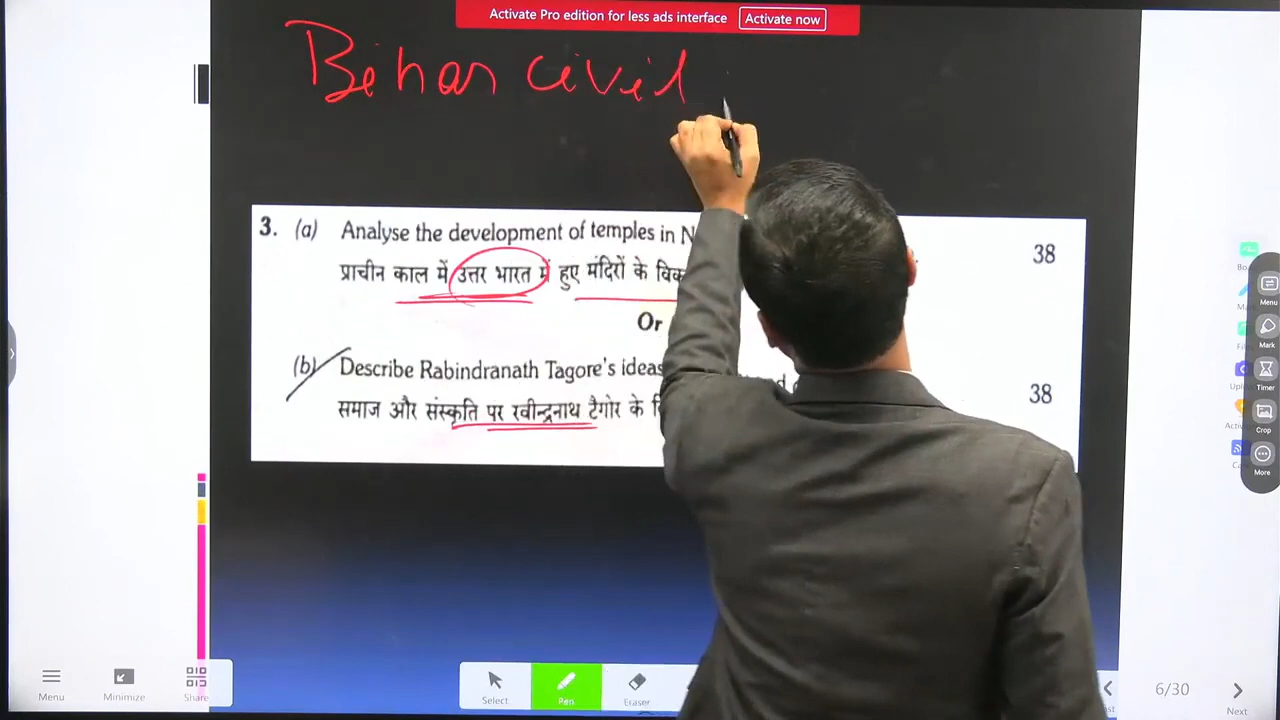 Activate Pro edition for less ads interface Activate now
Bihar civil
3. (a) Analyse the development of temples in N 38
प्राचीन काल में उत्तर भारत में हुए मंदिरों के विक
Or
(b) Describe Rabindranath Tagore's ideas 38
समाज और संस्कृति पर रवीन्द्रनाथ टैगोर के
Menu
Mark
Timer
Crop
More
Menu Minimize Share Select Pen Eraser 6/30 Next